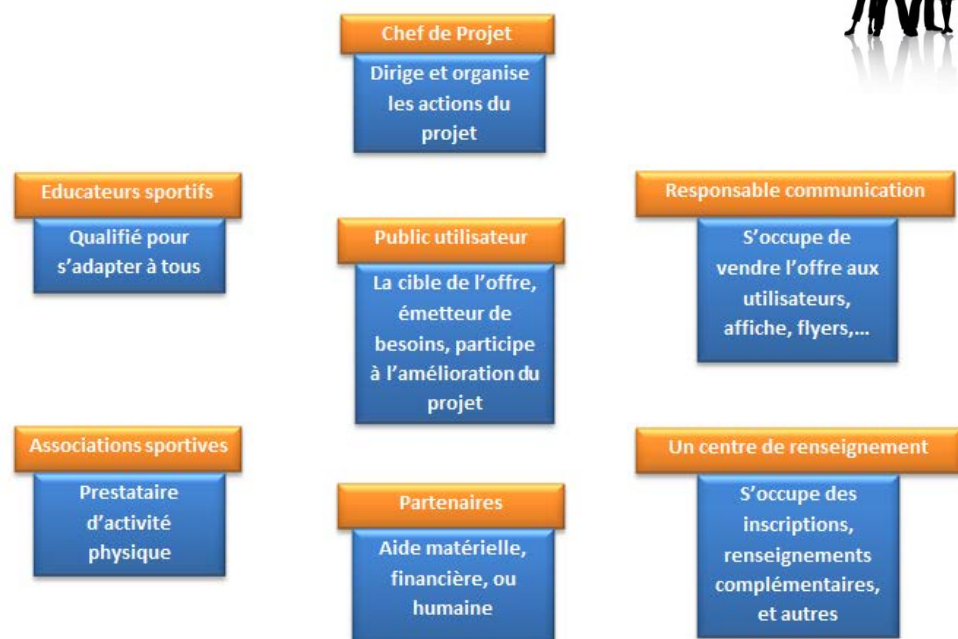 Chef de Projet
Dirige et organise
les actions du
projet
Educateurs sportifs
Qualifié pour
s'adapter à tous
Public utilisateur
La cible de l'offre,
émetteur de
besoins, participe
à l'amélioration du
projet
Responsable communication
S'occupe de
vendre l'offre aux
utilisateurs,
affiche, flyers,...
Associations sportives
Prestataire
d'activité
physique
Partenaires
Aide matérielle,
financière, ou
humaine
Un centre de renseignement
S'occupe des
inscriptions,
renseignements
complémentaires,
et autres